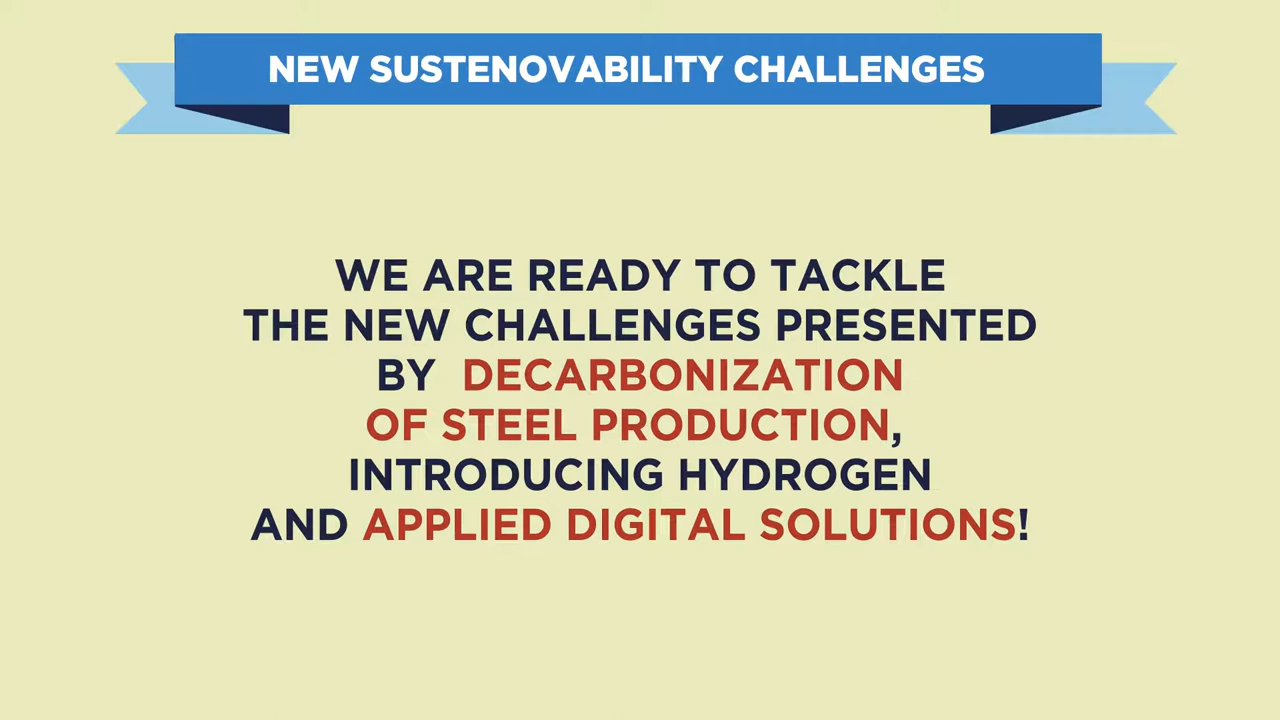 NEW SUSTENOVABILITY CHALLENGES
WE ARE READY TO TACKLE
THE NEW CHALLENGES PRESENTED
BY DECARBONIZATION
OF STEEL PRODUCTION,
INTRODUCING HYDROGEN
AND APPLIED DIGITAL SOLUTIONS!